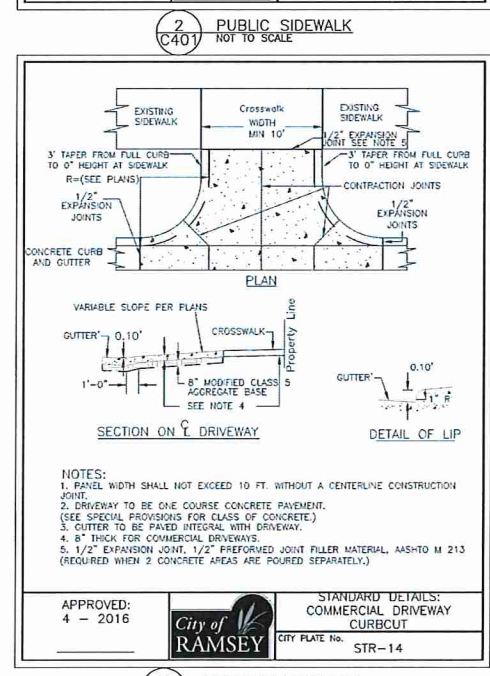 2
C401
PUBLIC SIDEWALK
NOT TO SCALE
EXISTING
SIDEWALK
Crosswalk
WIDTH
MIN 10'
EXISTING
SIDEWALK
1/2" EXPANSION
JOINT SEE NOTE 5
3' TAPER FROM FULL CURB
TO 0" HEIGHT AT SIDEWALK
3' TAPER FROM FULL CURB
TO 0" HEIGHT AT SIDEWALK
R=(SEE PLANS)
CONTRACTION JOINTS
1/2"
EXPANSION
JOINTS
1/2"
EXPANSION
JOINTS
CONCRETE CURB
AND GUTTER
PLAN
VARIABLE SLOPE PER PLANS
GUTTER
0.10'
CROSSWALK
Property Line
1'-0"
8" MODIFIED CLASS 5
AGGREGATE BASE
SEE NOTE 4
SECTION ON ℄ DRIVEWAY
0.10'
GUTTER
1" R
DETAIL OF LIP
NOTES:
1. PANEL WIDTH SHALL NOT EXCEED 10 FT. WITHOUT A CENTERLINE CONSTRUCTION
JOINT.
2. DRIVEWAY TO BE ONE COURSE CONCRETE PAVEMENT.
(SEE SPECIAL PROVISIONS FOR CLASS OF CONCRETE.)
3. GUTTER TO BE PAVED INTEGRAL WITH DRIVEWAY.
4. 8" THICK FOR COMMERCIAL DRIVEWAYS.
5. 1/2" EXPANSION JOINT, 1/2" PREFORMED JOINT FILLER MATERIAL, AASHTO M 213
(REQUIRED WHEN 2 CONCRETE AREAS ARE POURED SEPARATELY.)
APPROVED:
4 - 2016
City of
RAMSEY
STANDARD DETAILS:
COMMERCIAL DRIVEWAY
CURBCUT
CITY PLATE No.
STR-14